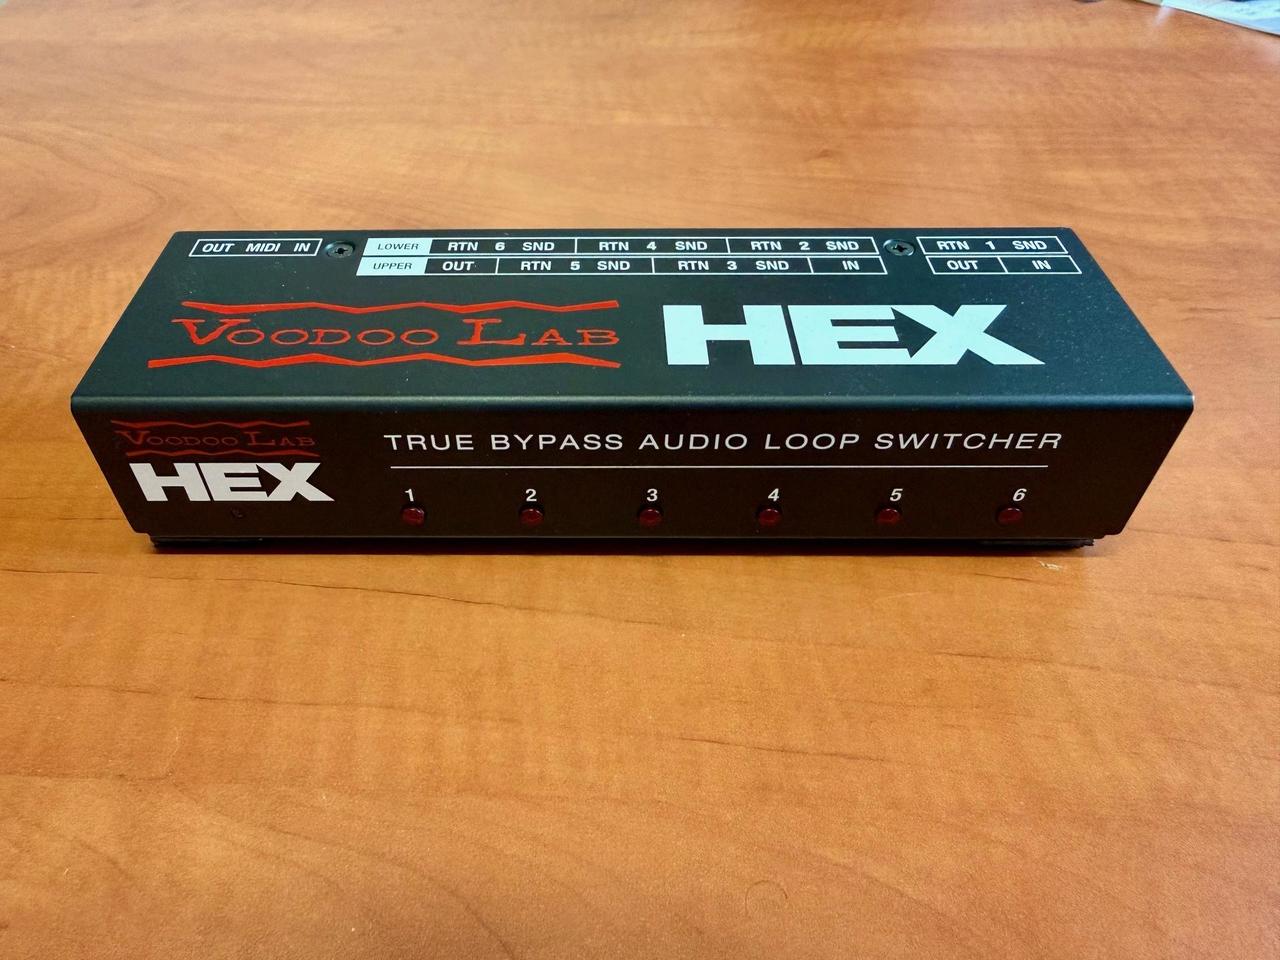 OUT MIDI IN LOWER RTN 6 SND RTN 4 SND RTN 2 SND RTN 1 SND
UPPER OUT RTN 5 SND RTN 3 SND IN OUT IN
VOODOO LAB HEX
VOODOO LAB
HEX
TRUE BYPASS AUDIO LOOP SWITCHER
1 2 3 4 5 6